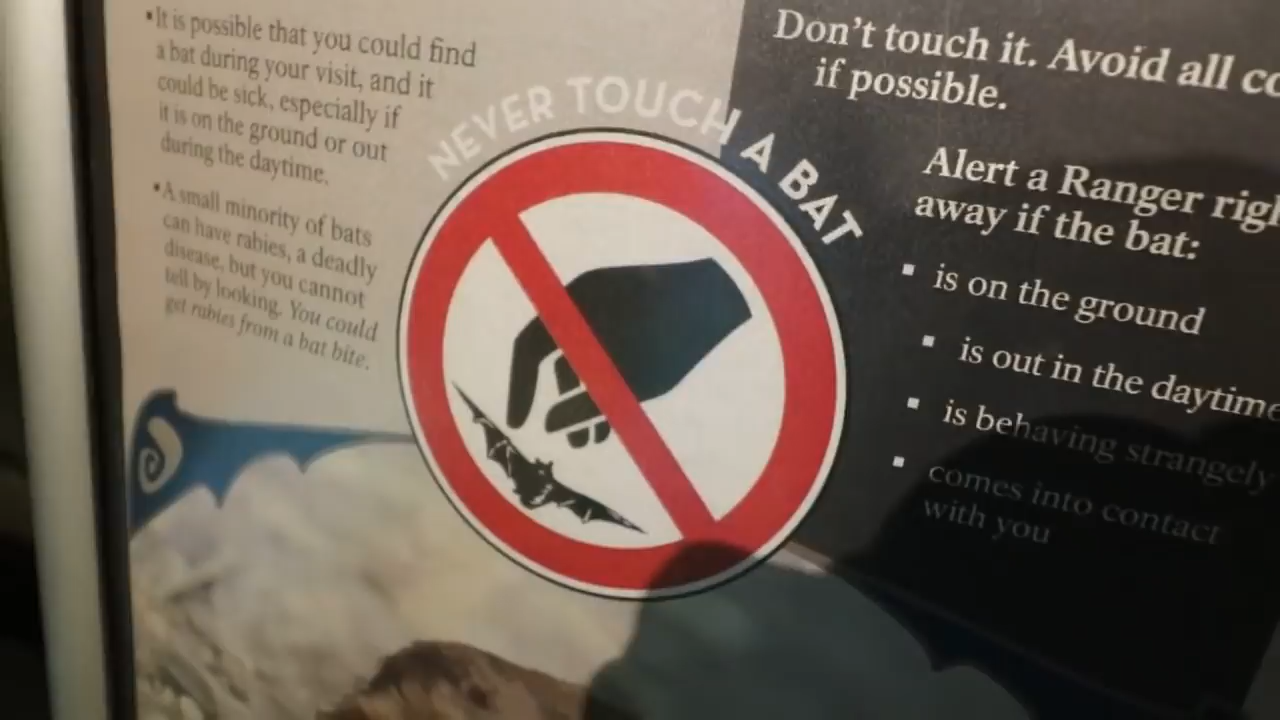 •It is possible that you could find
a bat during your visit, and it
could be sick, especially if
it is on the ground or out
during the daytime.
•A small minority of bats
can have rabies, a deadly
disease, but you cannot
tell by looking. You could
get rabies from a bat bite.
NEVER TOUCH A BAT
Don't touch it. Avoid all
if possible.
Alert a Ranger
away if the bat:
▪ is on the ground
▪ is out in the daytime
▪ is behaving strangely
▪ comes into contact
with you